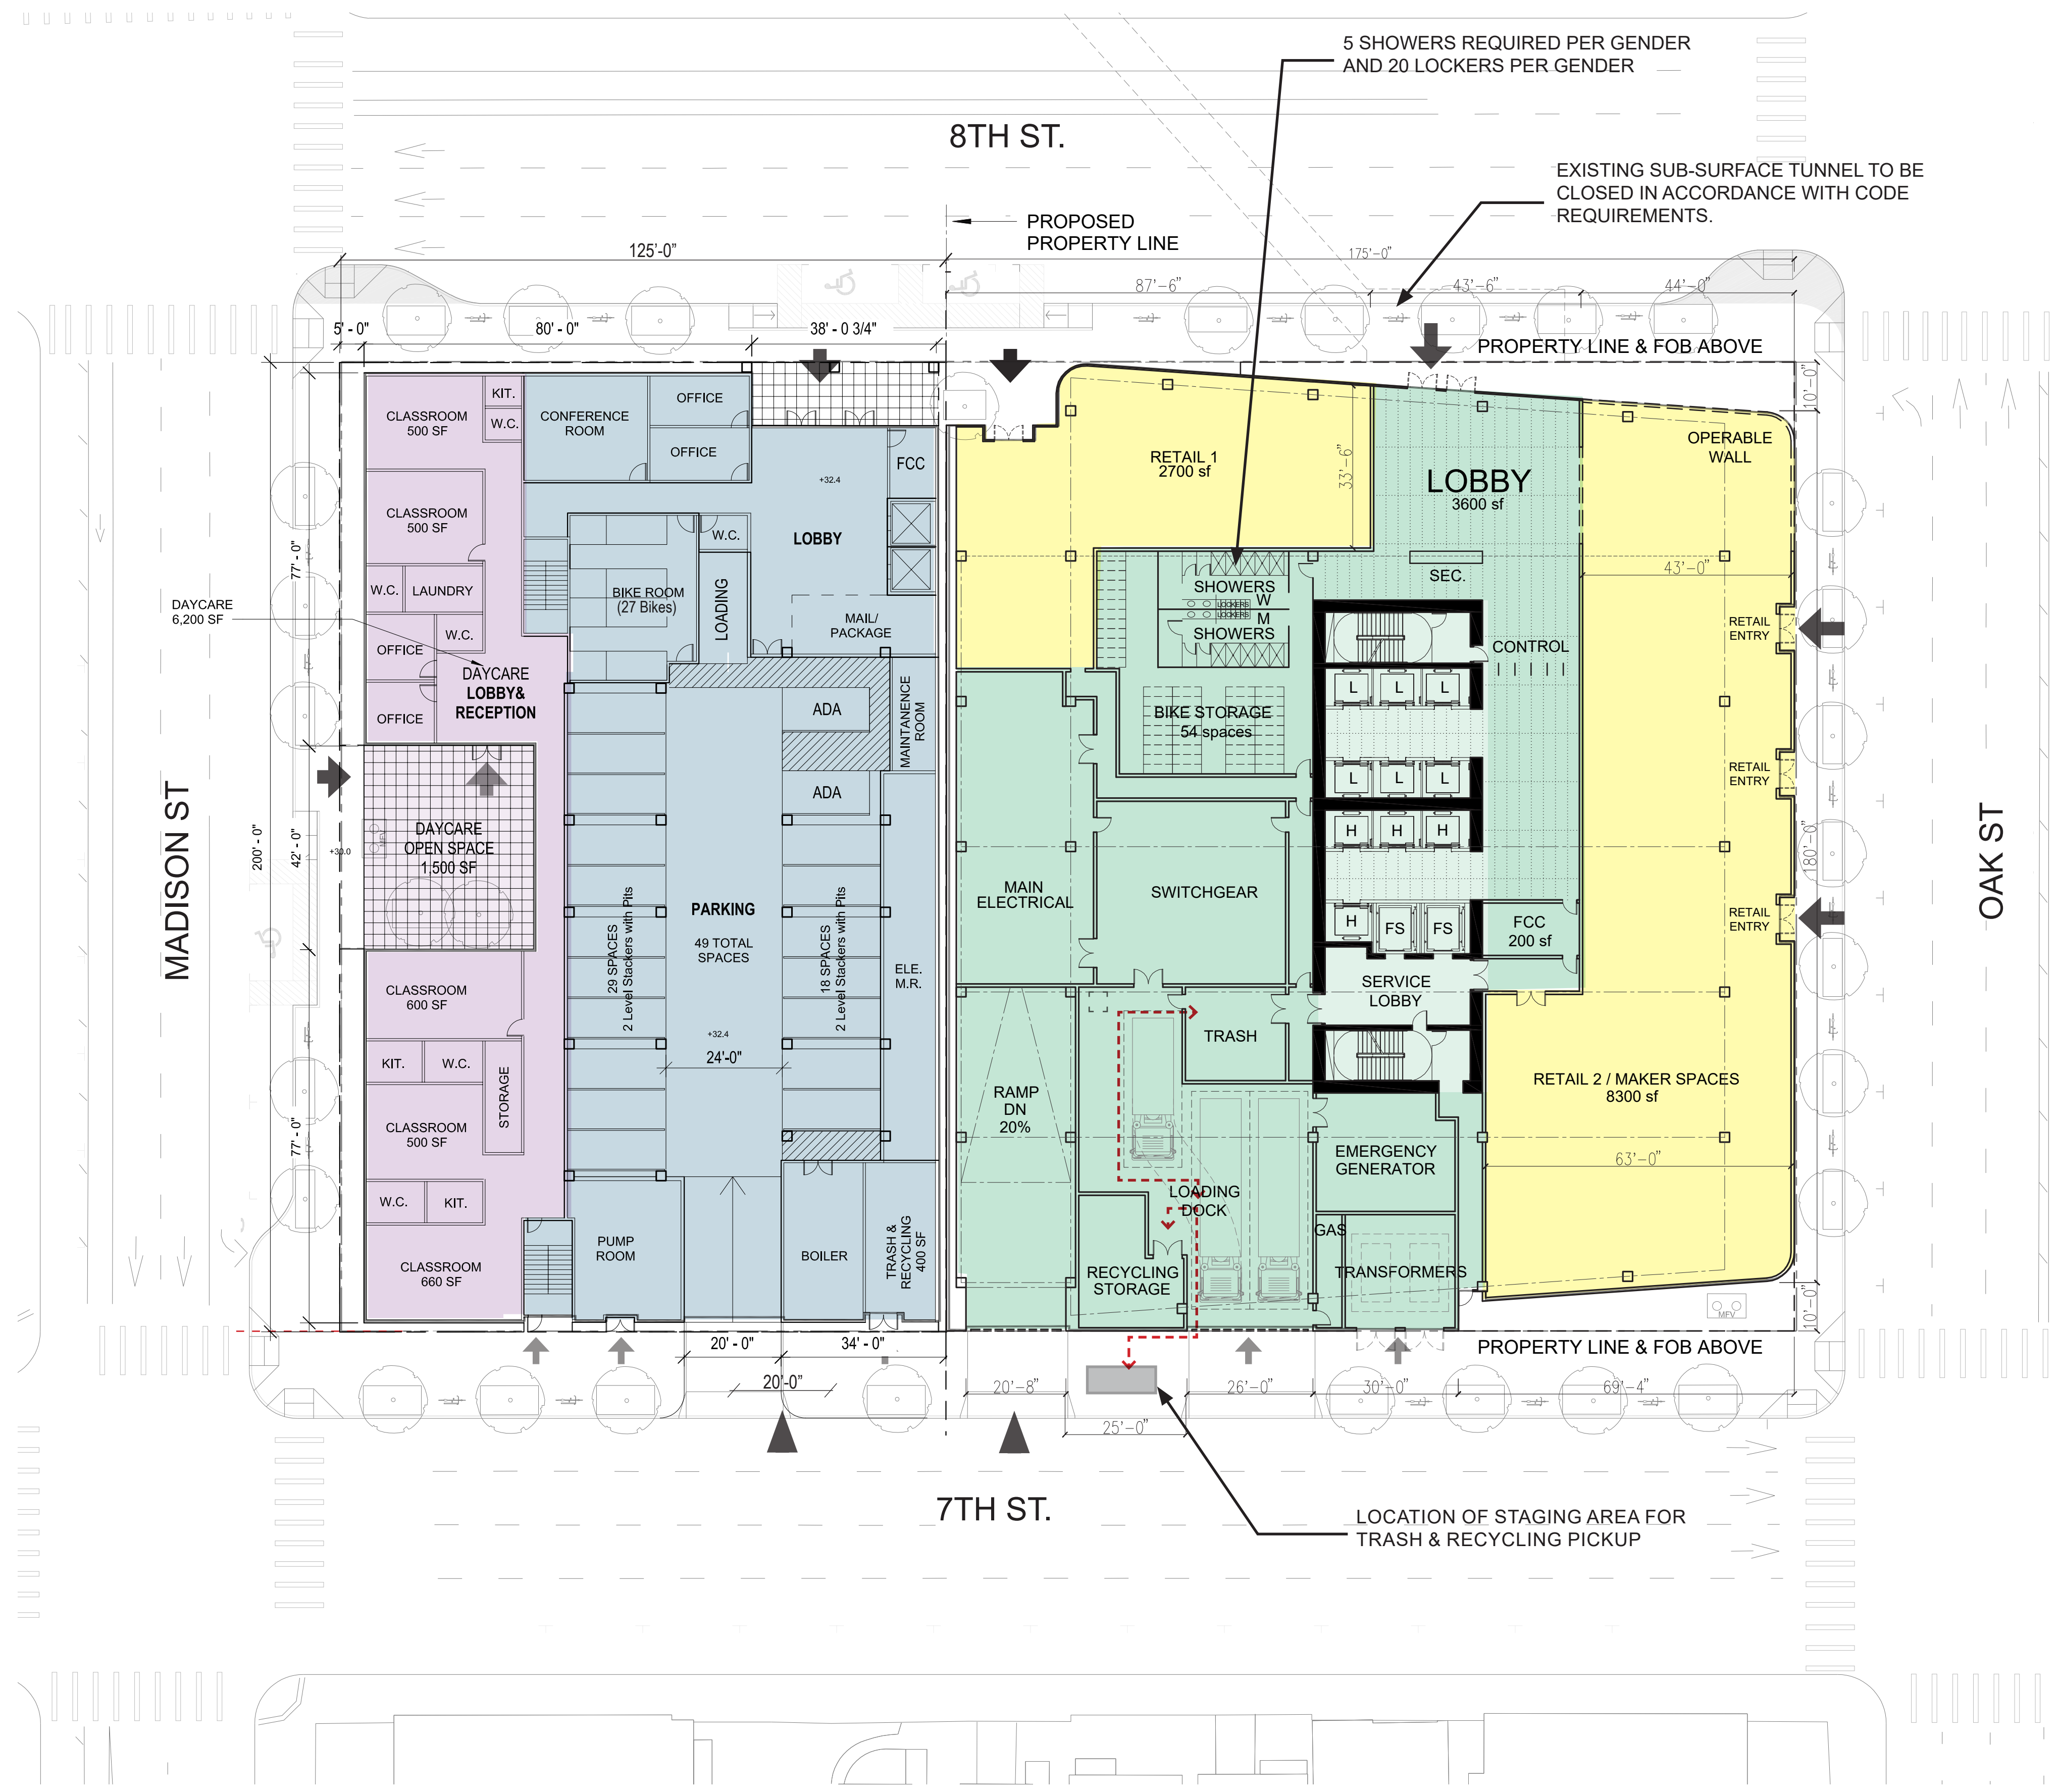 5 SHOWERS REQUIRED PER GENDER
AND 20 LOCKERS PER GENDER
8TH ST.
EXISTING SUB-SURFACE TUNNEL TO BE
CLOSED IN ACCORDANCE WITH CODE
REQUIREMENTS.
PROPOSED
PROPERTY LINE
125'-0"
175'-0"
87'-6"
43'-6"
44'-0"
5' - 0"
80' - 0"
38' - 0 3/4"
PROPERTY LINE & FOB ABOVE
10'-0"
CLASSROOM
500 SF
KIT.
W.C.
CONFERENCE
ROOM
OFFICE
OFFICE
FCC
+32.4
LOBBY
RETAIL 1
2700 sf
33'-6"
LOBBY
3600 sf
OPERABLE
WALL
CLASSROOM
500 SF
W.C.
77' - 0"
W.C.
LAUNDRY
BIKE ROOM
(27 Bikes)
LOADING
MAIL/
PACKAGE
SHOWERS
LOCKERS
W
LOCKERS
M
SHOWERS
SEC.
43'-0"
DAYCARE
6,200 SF
OFFICE
W.C.
DAYCARE
LOBBY&
RECEPTION
OFFICE
CONTROL
RETAIL
ENTRY
ADA
MAINTANENCE
ROOM
BIKE STORAGE
54 spaces
L
L
L
L
L
L
RETAIL
ENTRY
ADA
MADISON ST
200' - 0"
42' - 0"
+30.0
MFV
DAYCARE
OPEN SPACE
1,500 SF
H
H
H
180'-0"
OAK ST
29 SPACES
2 Level Stackers with Pits
PARKING
49 TOTAL
SPACES
18 SPACES
2 Level Stackers with Pits
ELE.
M.R.
MAIN
ELECTRICAL
SWITCHGEAR
H
FS
FS
FCC
200 sf
RETAIL
ENTRY
CLASSROOM
600 SF
SERVICE
LOBBY
+32.4
24'-0"
TRASH
KIT.
W.C.
STORAGE
RAMP
DN
20%
RETAIL 2 / MAKER SPACES
8300 sf
CLASSROOM
500 SF
77' - 0"
EMERGENCY
GENERATOR
63'-0"
W.C.
KIT.
LOADING
DOCK
GAS
PUMP
ROOM
BOILER
TRASH &
RECYCLING
400 SF
CLASSROOM
660 SF
RECYCLING
STORAGE
TRANSFORMERS
MFV
10'-0"
20' - 0"
34' - 0"
PROPERTY LINE & FOB ABOVE
20'-0"
20'-8"
26'-0"
30'-0"
69'-4"
25'-0"
7TH ST.
LOCATION OF STAGING AREA FOR
TRASH & RECYCLING PICKUP